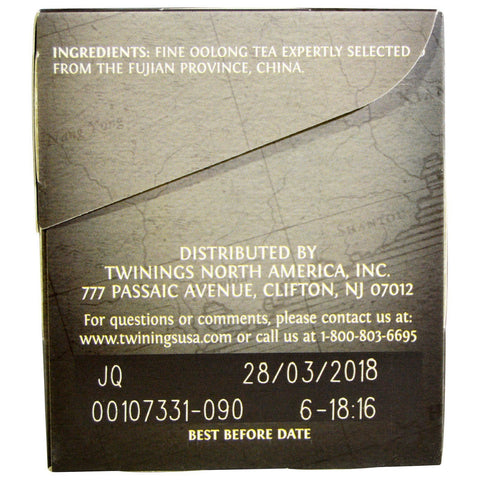 INGREDIENTS: FINE OOLONG TEA EXPERTLY SELECTED
FROM THE FUJIAN PROVINCE, CHINA.
SHANTOU
DISTRIBUTED BY
TWININGS NORTH AMERICA, INC.
777 PASSAIC AVENUE, CLIFTON, NJ 07012
For questions or comments, please contact us at:
www.twiningsusa.com or call us at 1-800-803-6695
JQ 28/03/2018
00107331-090 6-18:16
BEST BEFORE DATE